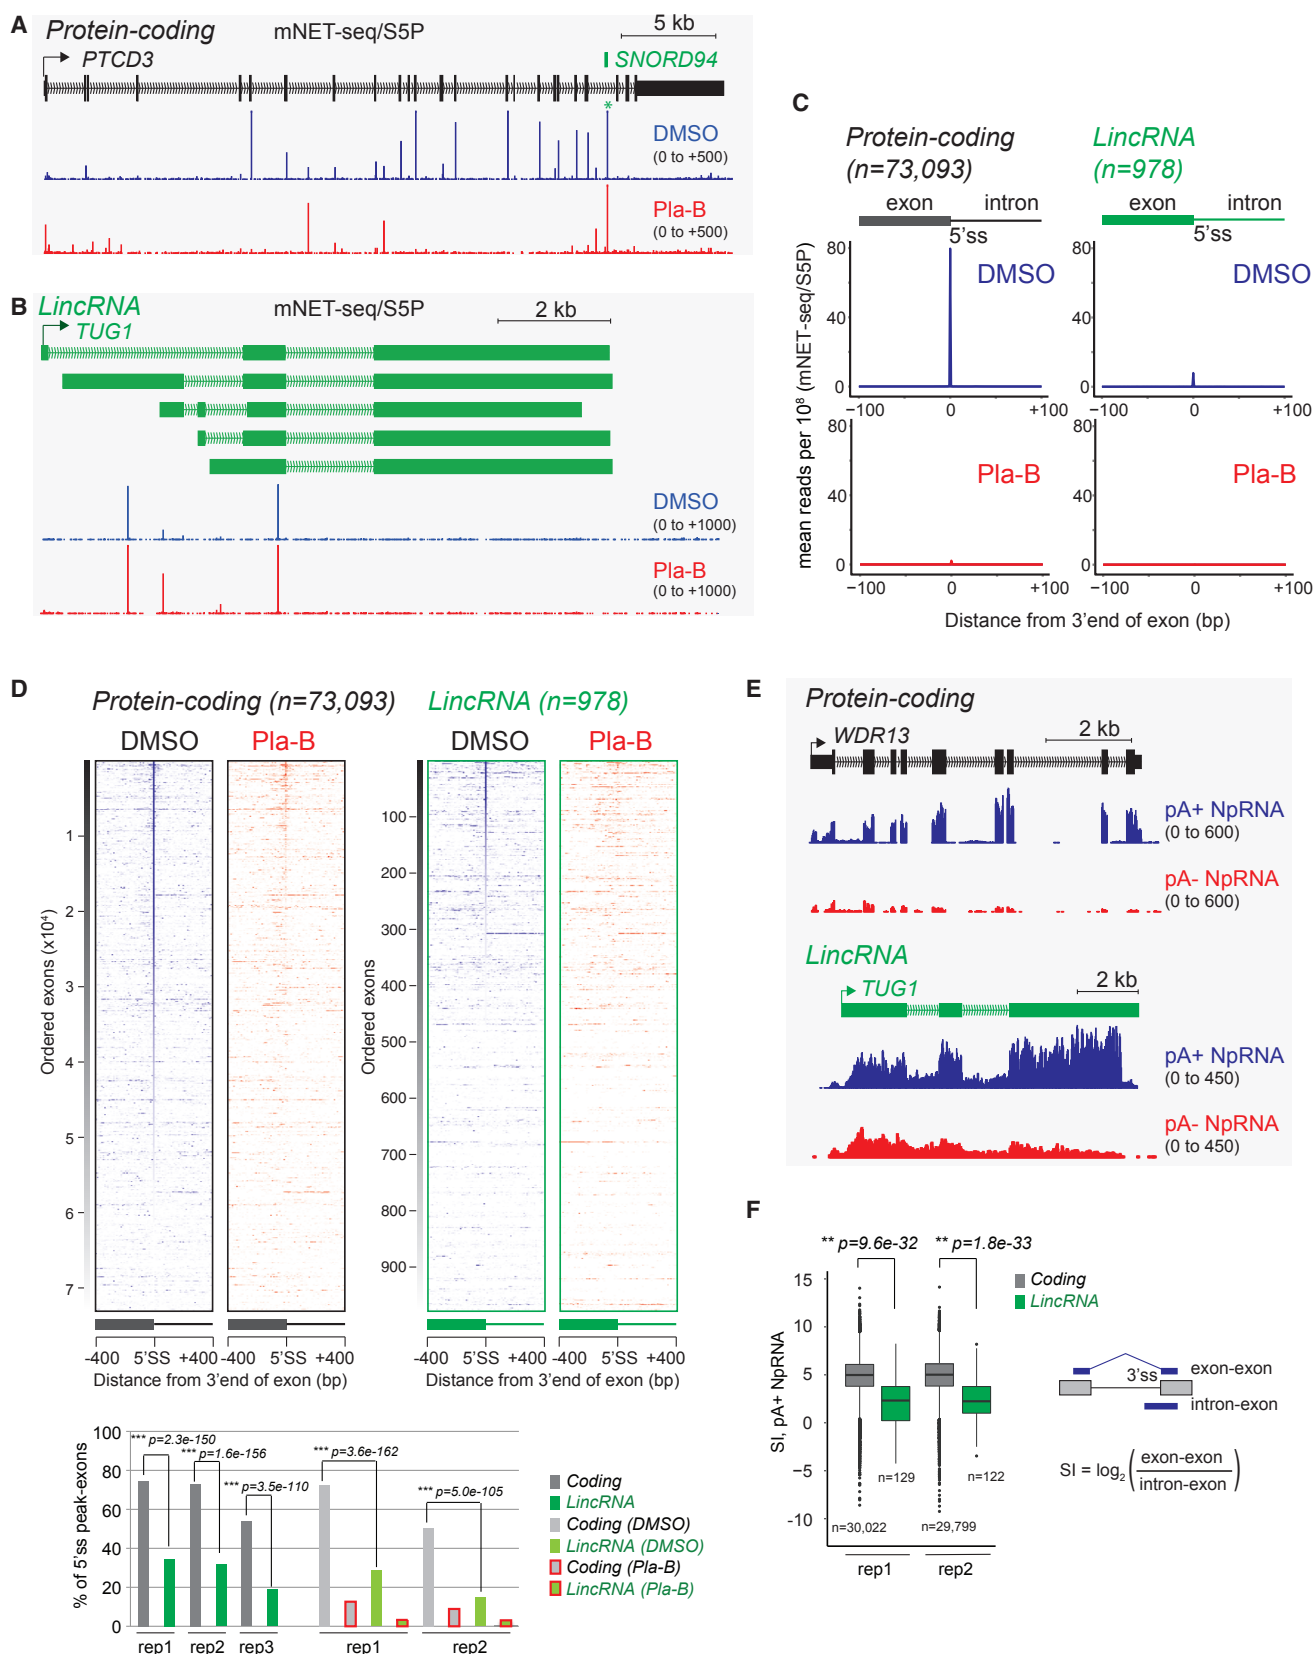 A
Protein-coding
mNET-seq/S5P
5 kb
PTCD3
SNORD94
*
DMSO
(0 to +500)
Pla-B
(0 to +500)
B
LincRNA
mNET-seq/S5P
2 kb
TUG1
DMSO
(0 to +1000)
Pla-B
(0 to +1000)
C
Protein-coding
(n=73,093)
LincRNA
(n=978)
exon intron
5'ss
exon intron
5'ss
mean reads per 10⁸ (mNET-seq/S5P)
80
40
0
DMSO
−100 0 +100
80
40
0
DMSO
−100 0 +100
80
40
0
Pla-B
−100 0 +100
80
40
0
Pla-B
−100 0 +100
Distance from 3'end of exon (bp)
D
Protein-coding (n=73,093)
LincRNA (n=978)
DMSO
Pla-B
DMSO
Pla-B
Ordered exons (x10⁴)
1
2
3
4
5
6
7
Ordered exons
100
200
300
400
500
600
700
800
900
-400 5'SS +400
-400 5'SS +400
Distance from 3'end of exon (bp)
-400 5'SS +400
-400 5'SS +400
Distance from 3'end of exon (bp)
% of 5'ss peak-exons
100
80
60
40
20
0
*** p=2.3e-150
*** p=1.6e-156
*** p=3.5e-110
*** p=3.6e-162
*** p=5.0e-105
rep1 rep2 rep3 rep1 rep2
Coding
LincRNA
Coding (DMSO)
LincRNA (DMSO)
Coding (Pla-B)
LincRNA (Pla-B)
E
Protein-coding
WDR13
2 kb
pA+ NpRNA
(0 to 600)
pA- NpRNA
(0 to 600)
LincRNA
TUG1
2 kb
pA+ NpRNA
(0 to 450)
pA- NpRNA
(0 to 450)
F
** p=9.6e-32
** p=1.8e-33
Coding
LincRNA
SI, pA+ NpRNA
15
10
5
0
−5
-10
n=129
n=122
n=30,022
n=29,799
rep1 rep2
3'ss
exon-exon
intron-exon
SI = log₂ (exon-exon / intron-exon)